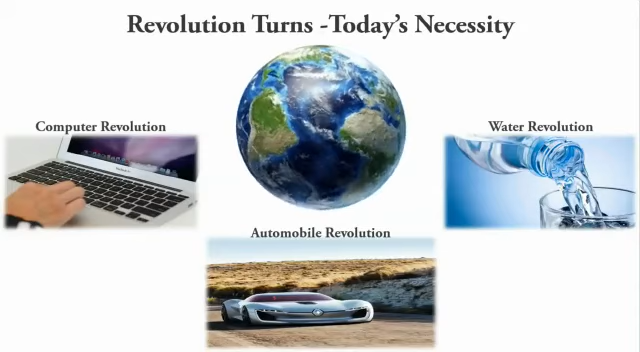 Revolution Turns -Today's Necessity
Computer Revolution
Water Revolution
Automobile Revolution